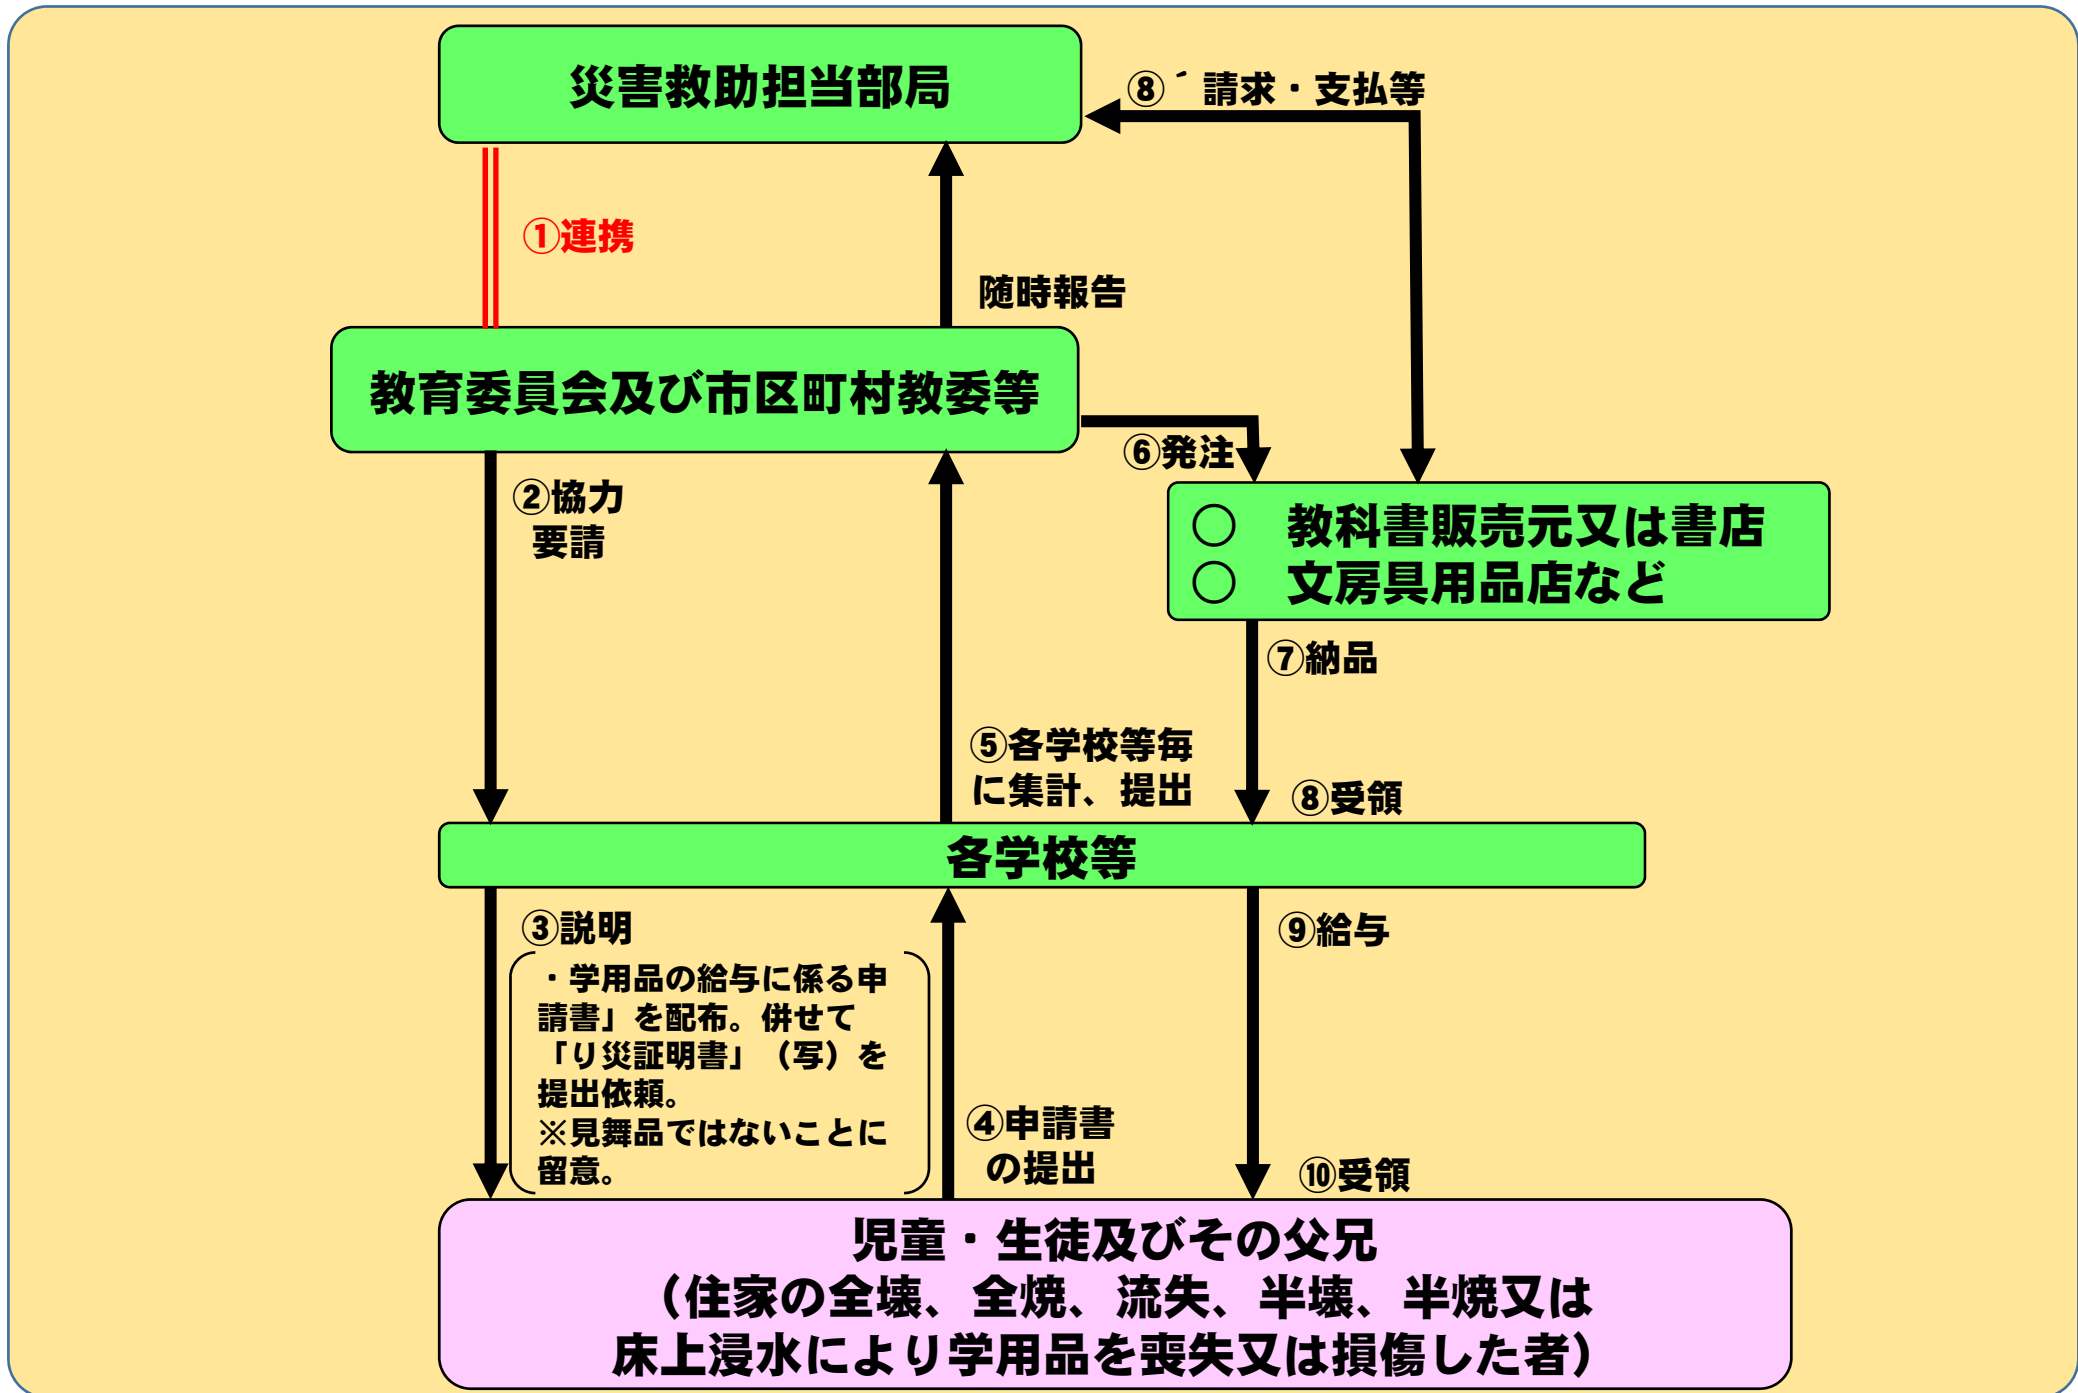 災害救助担当部局
⑧´請求・支払等
①連携
随時報告
教育委員会及び市区町村教委等
⑥発注
②協力
要請
○　教科書販売元又は書店
○　文房具用品店など
⑦納品
⑤各学校等毎
に集計、提出
⑧受領
各学校等
③説明
・学用品の給与に係る申
請書」を配布。併せて
「り災証明書」（写）を
提出依頼。
※見舞品ではないことに
留意。
⑨給与
④申請書
の提出
⑩受領
児童・生徒及びその父兄
（住家の全壊、全焼、流失、半壊、半焼又は
床上浸水により学用品を喪失又は損傷した者）